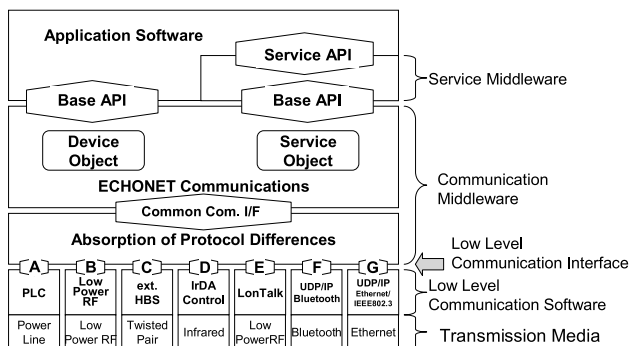 Application Software
Service API
Service Middleware
Base API
Base API
Device
Object
Service
Object
ECHONET Communications
Communication
Middleware
Common Com. I/F
Absorption of Protocol Differences
Low Level
Communication Interface
A
B
C
D
E
F
G
PLC
Low
Power
RF
ext.
HBS
IrDA
Control
LonTalk
UDP/IP
Bluetooth
UDP/IP
Ethernet/
IEEE802.3
Low Level
Communication Software
Power
Line
Low
Power RF
Twisted
Pair
Infrared
Low
PowerRF
Bluetooth
Ethernet
Transmission Media